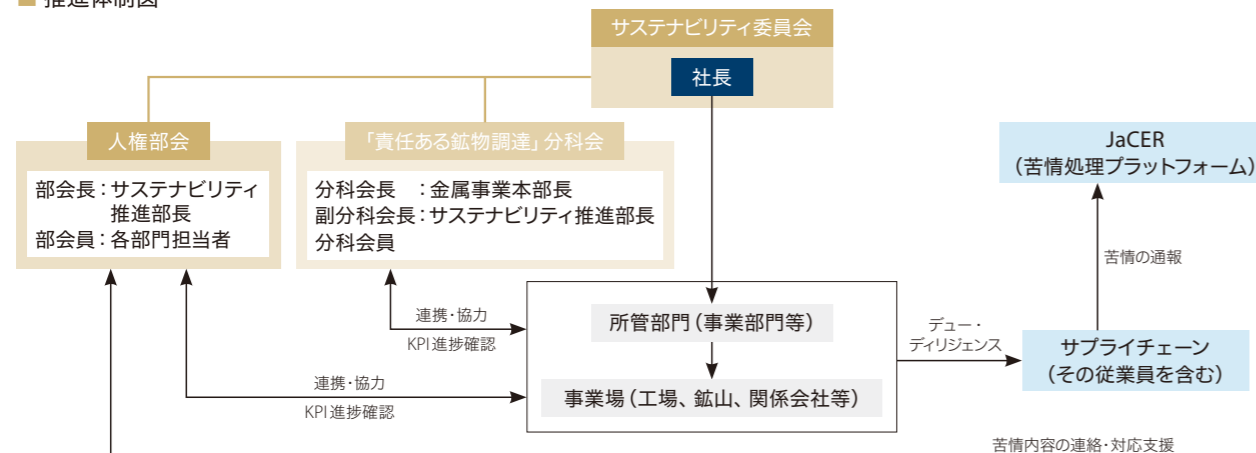 ■ 推進体制図
サステナビリティ委員会
社長
人権部会
部会長：サステナビリティ
推進部長
部会員：各部門担当者
「責任ある鉱物調達」分科会
分科会長　：金属事業本部長
副分科会長：サステナビリティ推進部長
分科会員
JaCER
（苦情処理プラットフォーム）
苦情の通報
連携・協力
KPI進捗確認
所管部門（事業部門等）
デュー・
ディリジェンス
サプライチェーン
（その従業員を含む）
連携・協力
KPI進捗確認
事業場（工場、鉱山、関係会社等）
苦情内容の連絡・対応支援